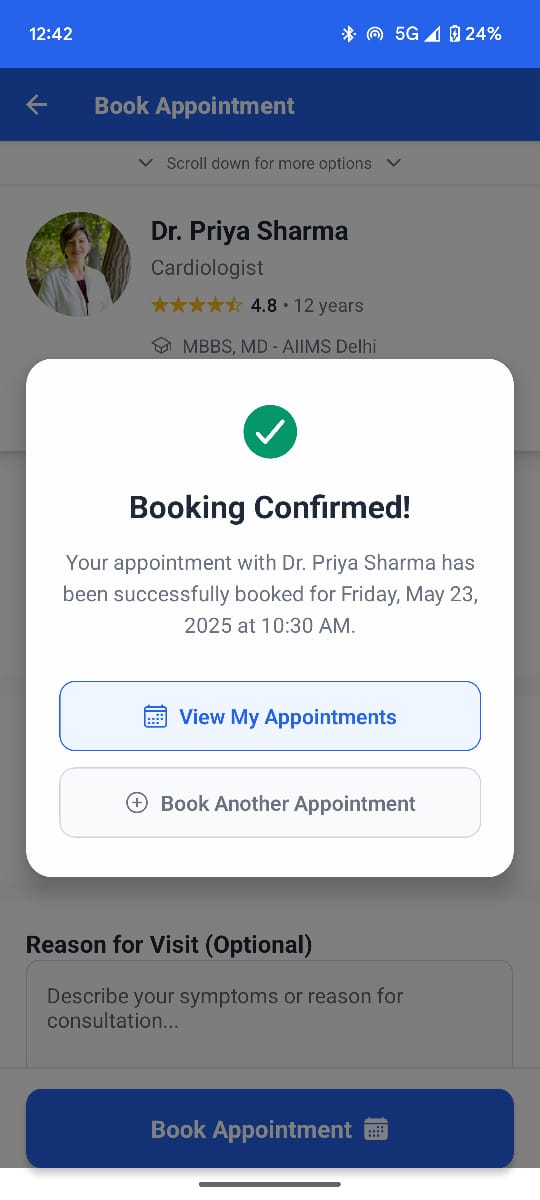 12:42
5G 24%
Book Appointment
Scroll down for more options
Dr. Priya Sharma
Cardiologist
4.8 • 12 years
MBBS, MD - AIIMS Delhi
Booking Confirmed!
Your appointment with Dr. Priya Sharma has
been successfully booked for Friday, May 23,
2025 at 10:30 AM.
View My Appointments
Book Another Appointment
Reason for Visit (Optional)
Describe your symptoms or reason for
consultation...
Book Appointment